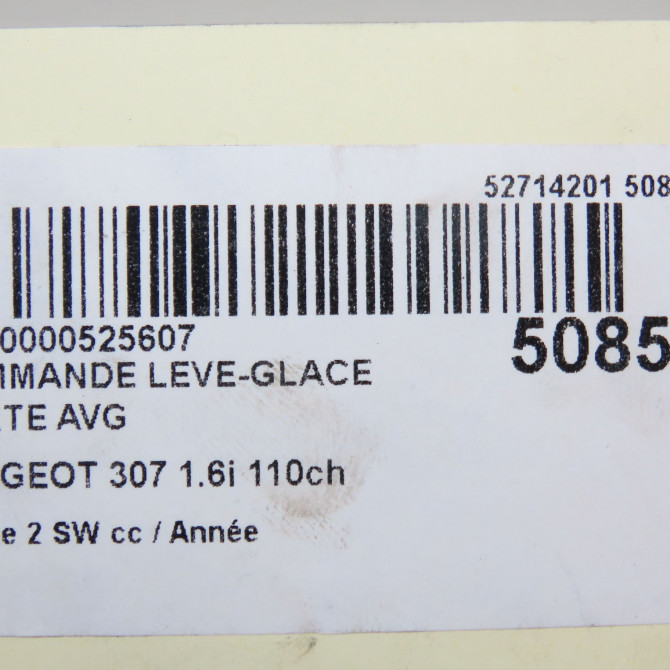 52714201 508
0000525607
5085
MMANDE LEVE-GLACE
TE AVG
GEOT 307 1.6i 110ch
e 2 SW cc / Année